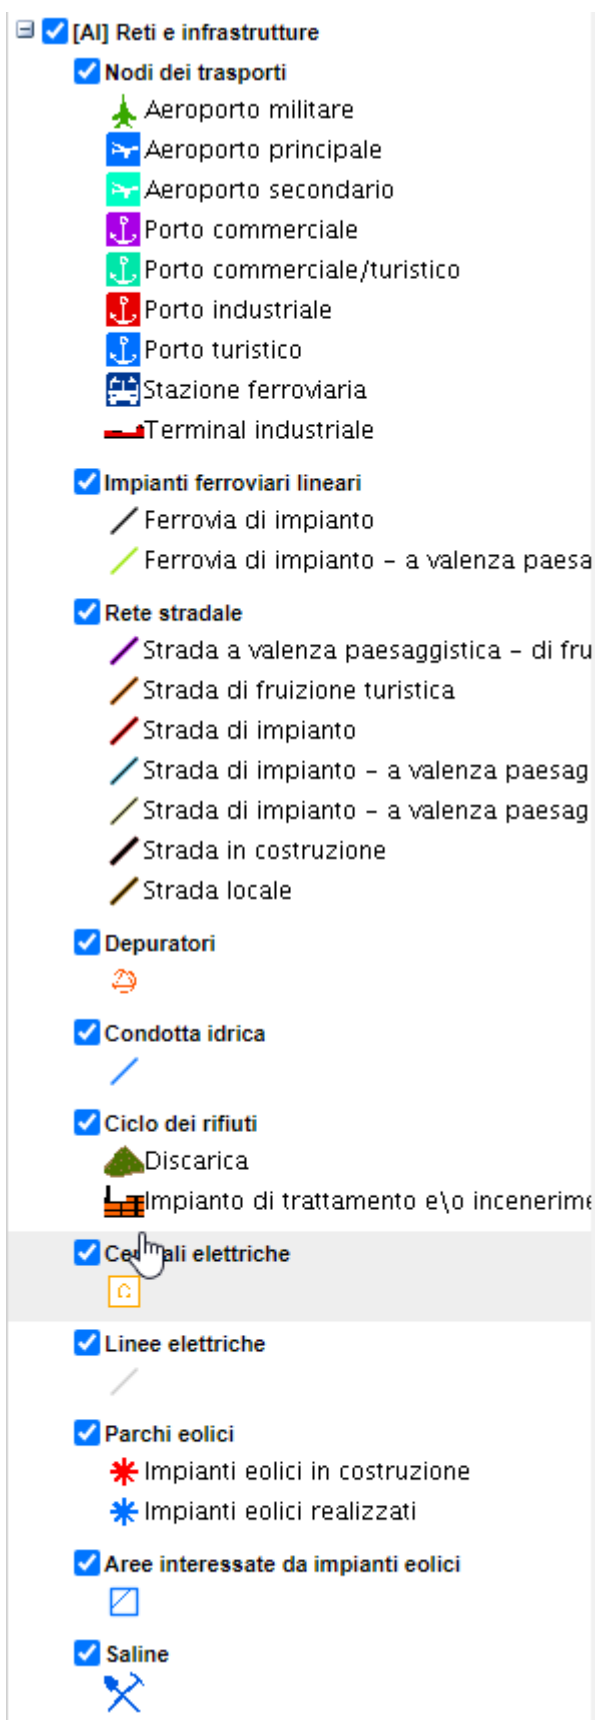 [AI] Reti e infrastrutture
Nodi dei trasporti
Aeroporto militare
Aeroporto principale
Aeroporto secondario
Porto commerciale
Porto commerciale/turistico
Porto industriale
Porto turistico
Stazione ferroviaria
Terminal industriale
Impianti ferroviari lineari
Ferrovia di impianto
Ferrovia di impianto – a valenza paesa
Rete stradale
Strada a valenza paesaggistica – di fru
Strada di fruizione turistica
Strada di impianto
Strada di impianto – a valenza paesag
Strada di impianto – a valenza paesag
Strada in costruzione
Strada locale
Depuratori
Condotta idrica
Ciclo dei rifiuti
Discarica
Impianto di trattamento e\o incenerime
elettriche
Linee elettriche
Parchi eolici
Impianti eolici in costruzione
Impianti eolici realizzati
Aree interessate da impianti eolici
Saline